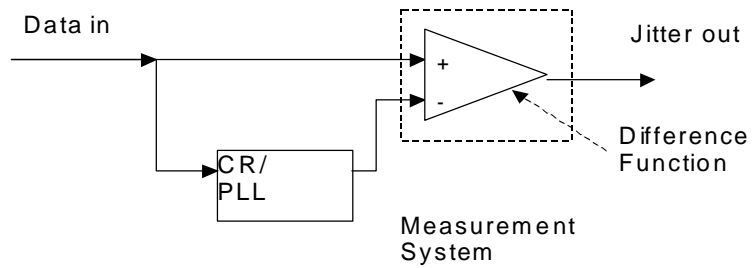 Data in
Jitter out
+
-
Difference
Function
CR/
PLL
Measurement
System